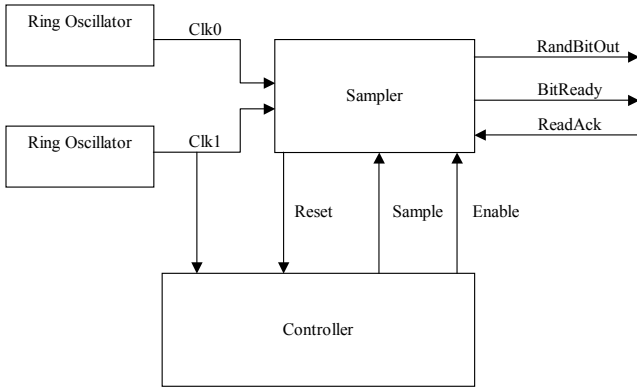 Ring Oscillator
Clk0
RandBitOut
Sampler
BitReady
ReadAck
Ring Oscillator
Clk1
Reset
Sample
Enable
Controller